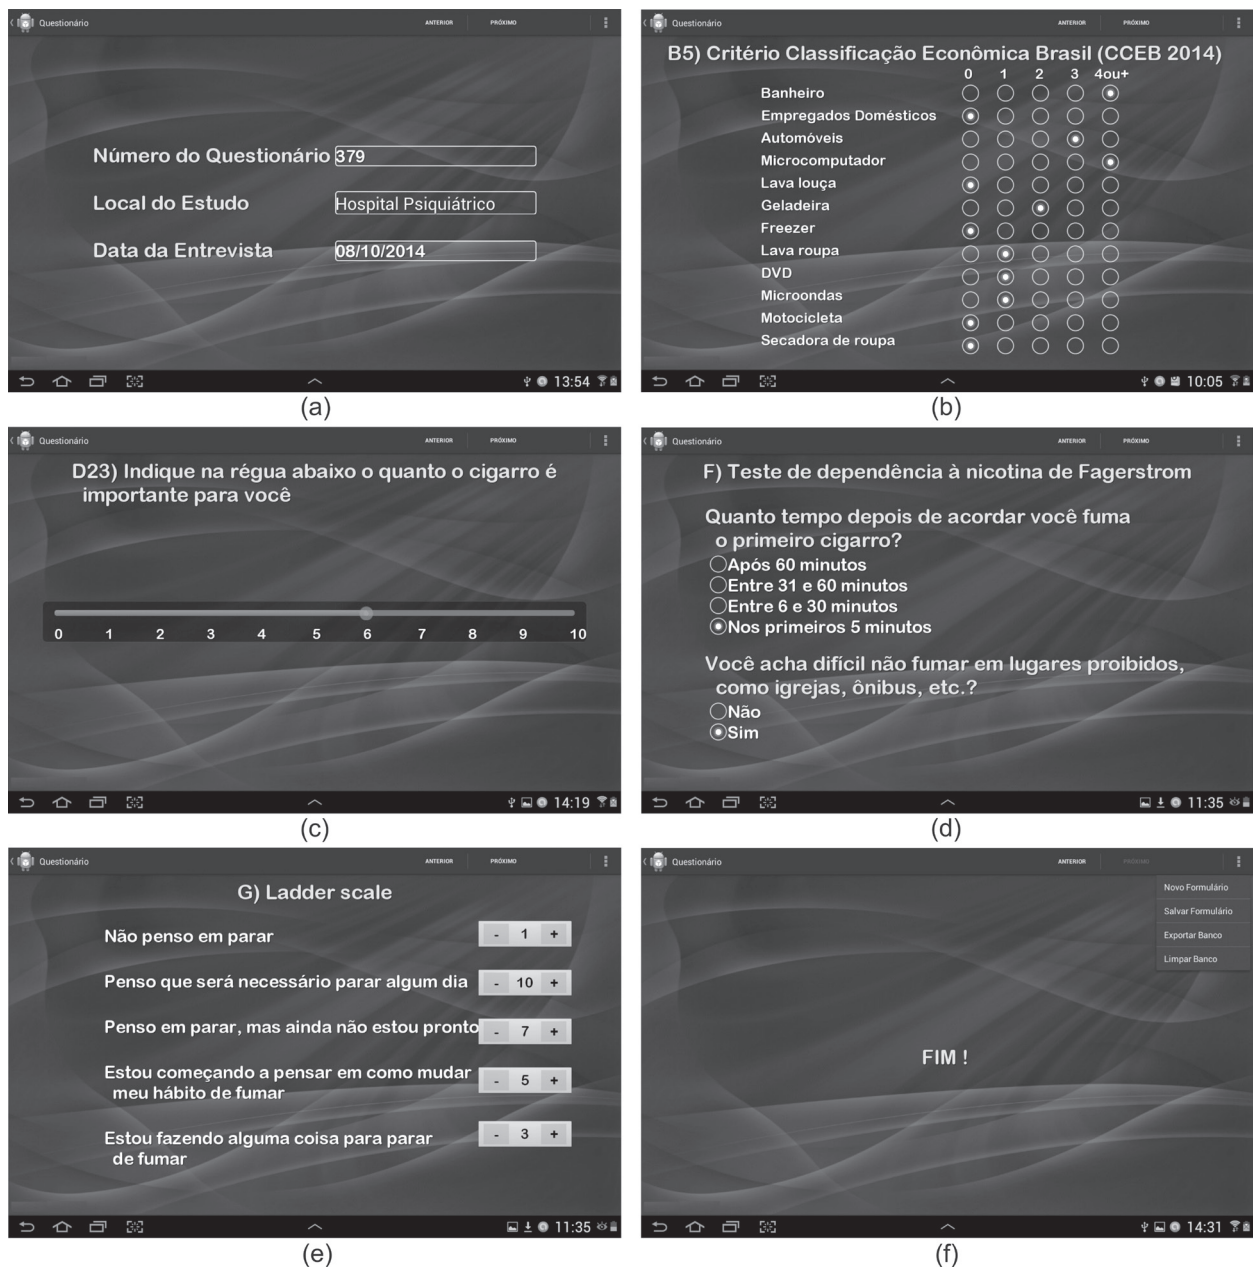 Questionário ANTERIOR PRÓXIMO
Número do Questionário 379
Local do Estudo Hospital Psiquiátrico
Data da Entrevista 08/10/2014
13:54
(a)
Questionário ANTERIOR PRÓXIMO
B5) Critério Classificação Econômica Brasil (CCEB 2014)
0 1 2 3 4ou+
Banheiro
Empregados Domésticos
Automóveis
Microcomputador
Lava louça
Geladeira
Freezer
Lava roupa
DVD
Microondas
Motocicleta
Secadora de roupa
10:05
(b)
Questionário ANTERIOR PRÓXIMO
D23) Indique na régua abaixo o quanto o cigarro é
importante para você
0 1 2 3 4 5 6 7 8 9 10
14:19
(c)
Questionário ANTERIOR PRÓXIMO
F) Teste de dependência à nicotina de Fagerstrom
Quanto tempo depois de acordar você fuma
o primeiro cigarro?
Após 60 minutos
Entre 31 e 60 minutos
Entre 6 e 30 minutos
Nos primeiros 5 minutos
Você acha difícil não fumar em lugares proibidos,
como igrejas, ônibus, etc.?
Não
Sim
11:35
(d)
Questionário ANTERIOR PRÓXIMO
G) Ladder scale
Não penso em parar - 1 +
Penso que será necessário parar algum dia - 10 +
Penso em parar, mas ainda não estou pronto - 7 +
Estou começando a pensar em como mudar - 5 +
meu hábito de fumar
Estou fazendo alguma coisa para parar - 3 +
de fumar
11:35
(e)
Questionário ANTERIOR PRÓXIMO
Novo Formulário
Salvar Formulário
Exportar Banco
Limpar Banco
FIM !
14:31
(f)